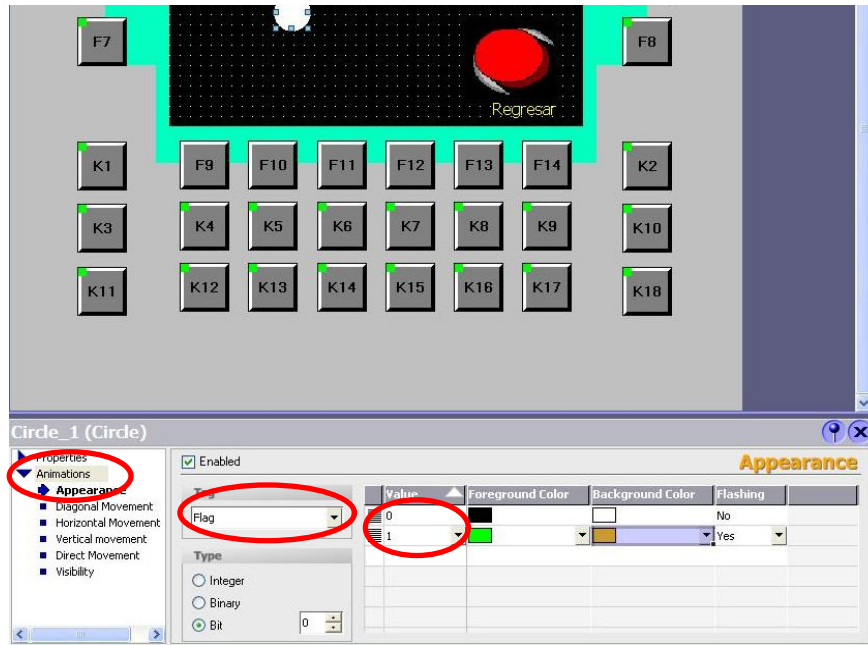 F7
F8
Regresar
K1 F9 F10 F11 F12 F13 F14 K2
K3 K4 K5 K6 K7 K8 K9 K10
K11 K12 K13 K14 K15 K16 K17 K18
Circle_1 (Circle)
Properties
Animations
Appearance
Diagonal Movement
Horizontal Movement
Vertical movement
Direct Movement
Visibility
Enabled
Appearance
Tag
Flag
Type
Integer
Binary
Bit 0
Value Foreground Color Background Color Flashing
0 No
1 Yes